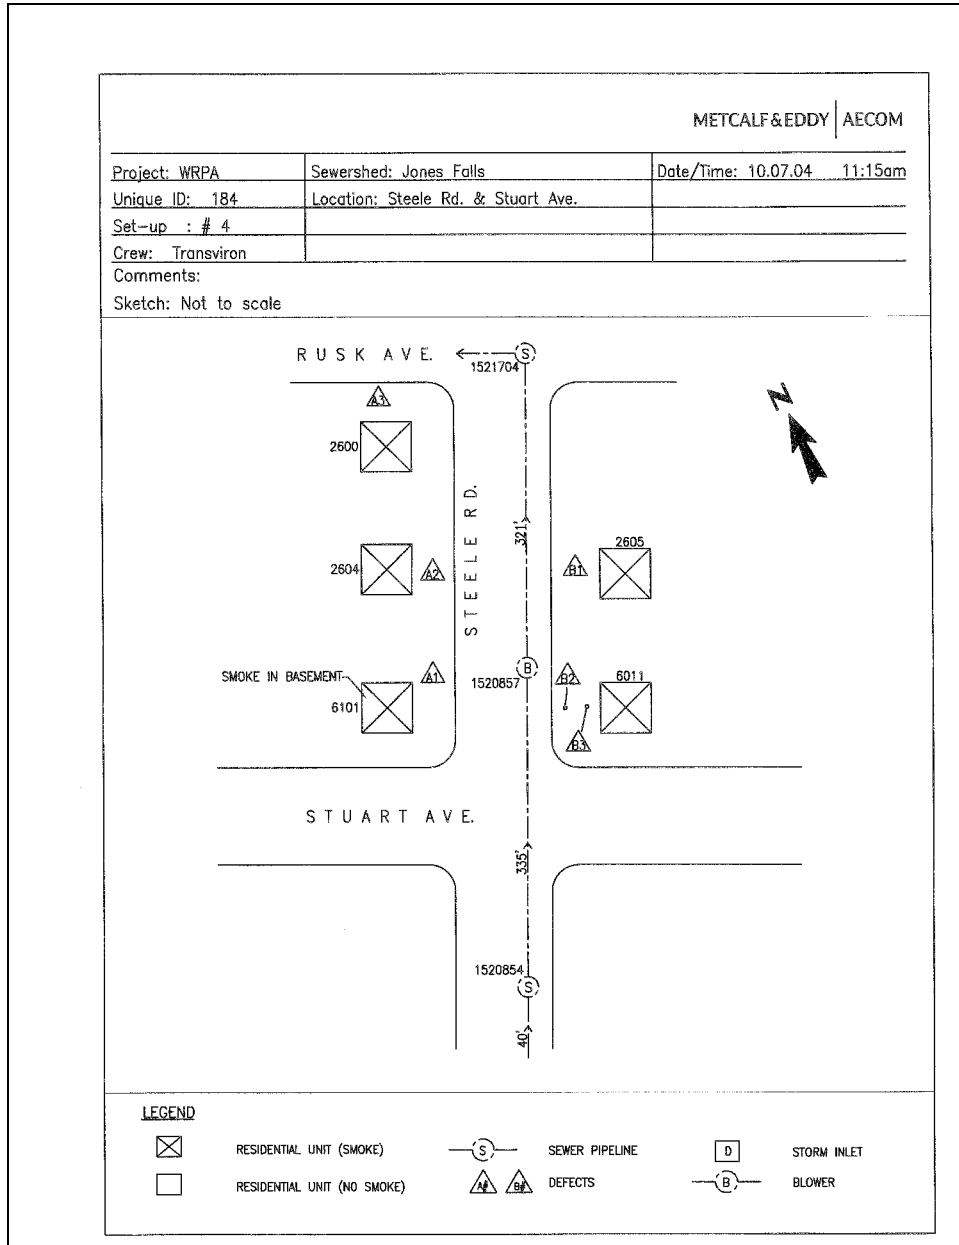 METCALF&EDDY | AECOM
Project: WRPA Sewershed: Jones Falls Date/Time: 10.07.04 11:15am
Unique ID: 184 Location: Steele Rd. & Stuart Ave.
Set-up : # 4
Crew: Transviron
Comments:
Sketch: Not to scale
RUSK AVE. S
1521704
A3
N
2600
STEELE RD.
321'
2605
2604 A2 B1
SMOKE IN BASEMENT A1 B B2 6011
1520857
6101
B3
STUART AVE.
335'
1520854
S
40'
LEGEND
RESIDENTIAL UNIT (SMOKE) S SEWER PIPELINE D STORM INLET
RESIDENTIAL UNIT (NO SMOKE) A# B# DEFECTS B BLOWER